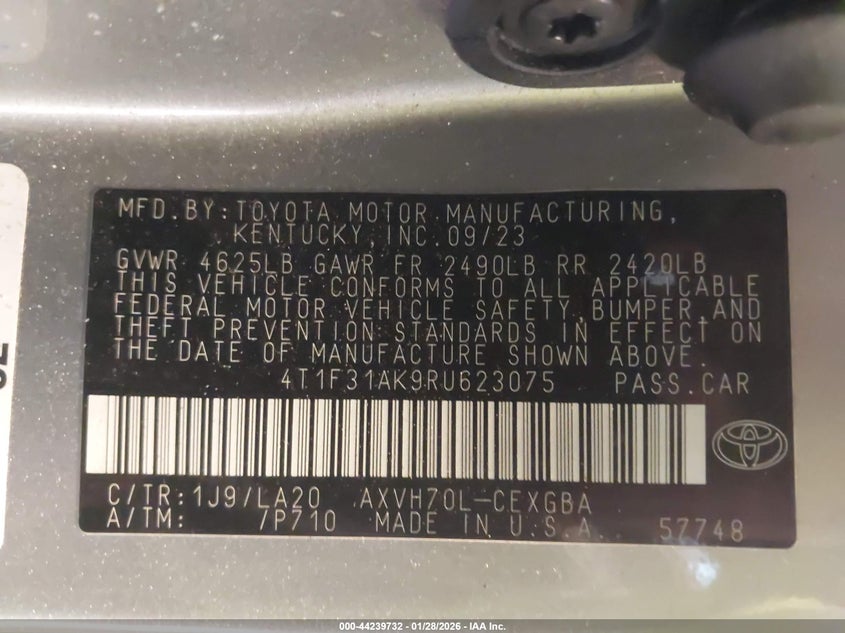 MFD.BY:TOYOTA MOTOR MANUFACTURING,
KENTUCKY,INC.09/23
GVWR 4625LB GAWR FR 2490LB RR 2420LB
THIS VEHICLE CONFORMS TO ALL APPLICABLE
FEDERAL MOTOR VEHICLE SAFETY,BUMPER,AND
THEFT PREVENTION STANDARDS IN EFFECT ON
THE DATE OF MANUFACTURE SHOWN ABOVE.
4T1F31AK9RU623075 PASS.CAR
C/TR:1J9/LA20 AXVH70L-CEXGBA
A/TM: /P710 MADE IN U.S.A. 57748
000-44239732 — 01/28/2026 — IAA Inc.